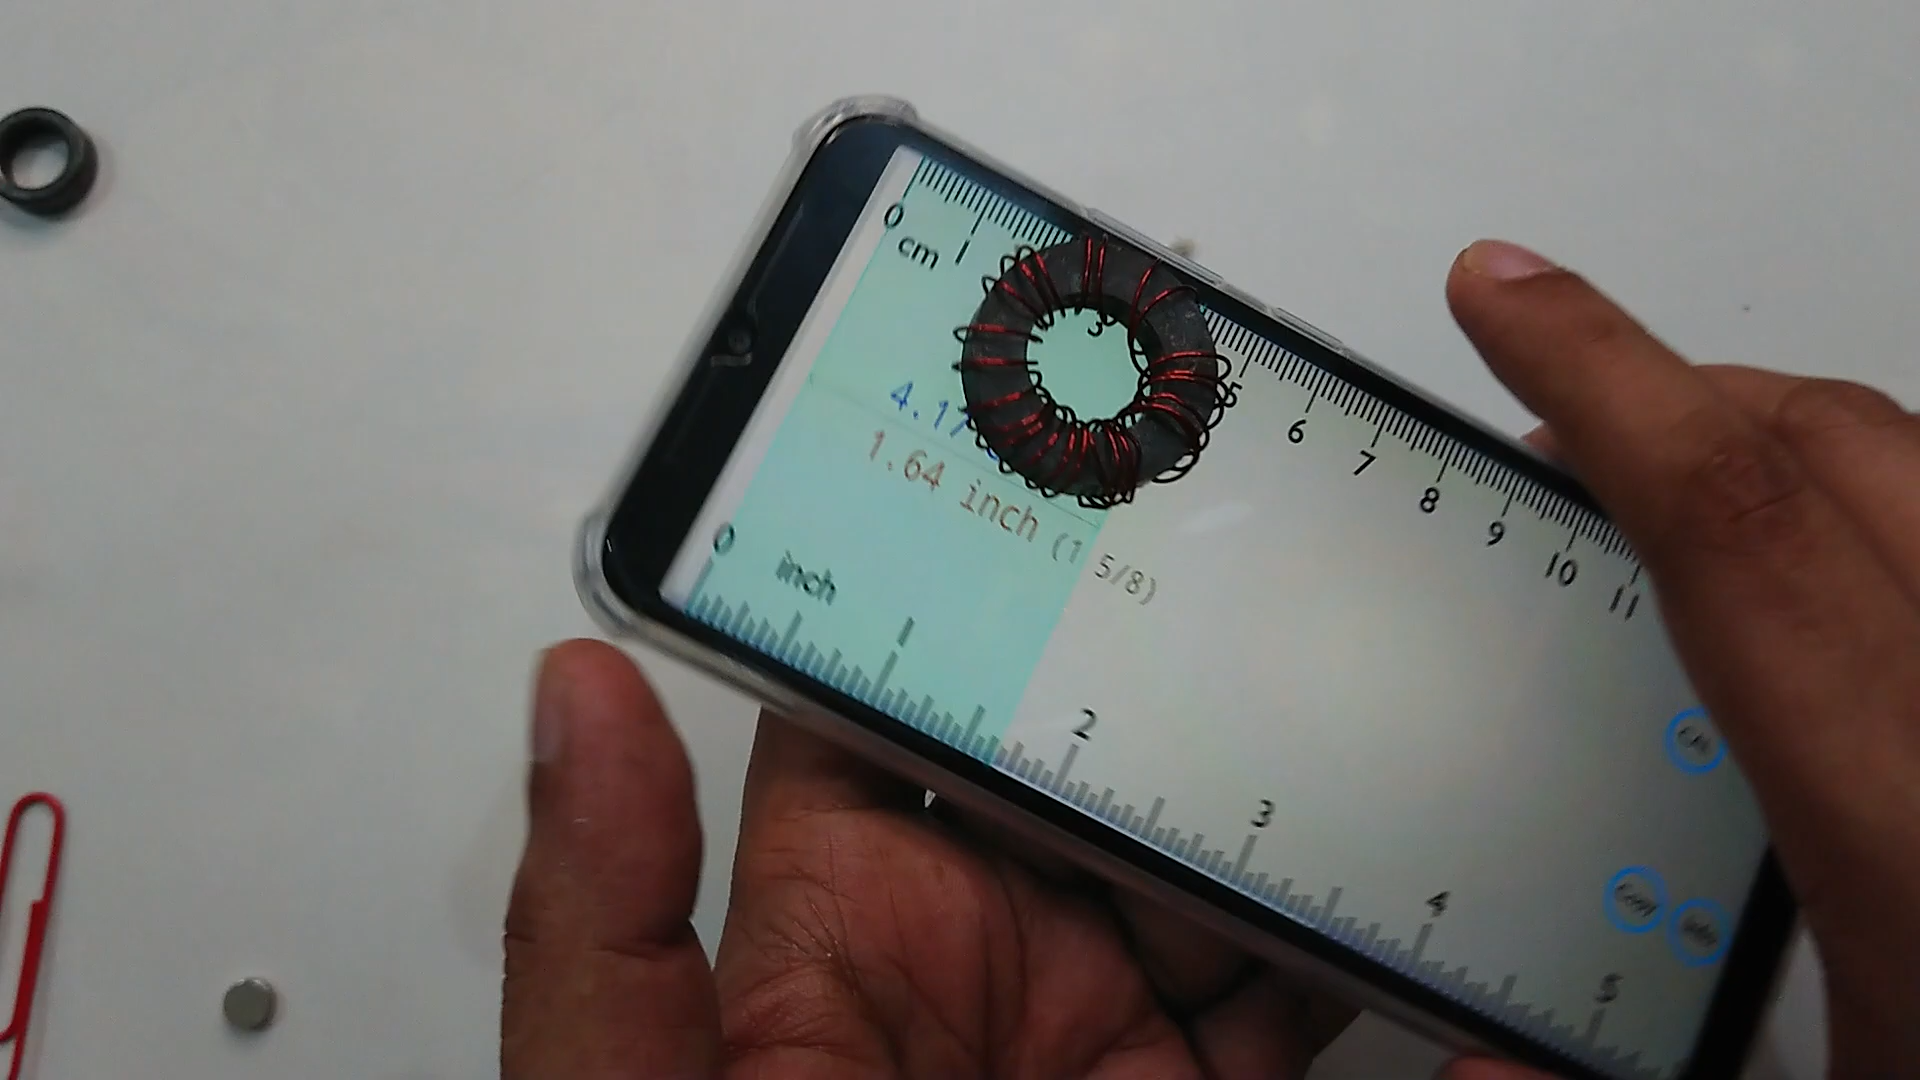 0 1 3 5 6 7 8 9 10 11
cm
4.17
1.64 inch (1 5/8)
0 1 2 3 4 5
inch